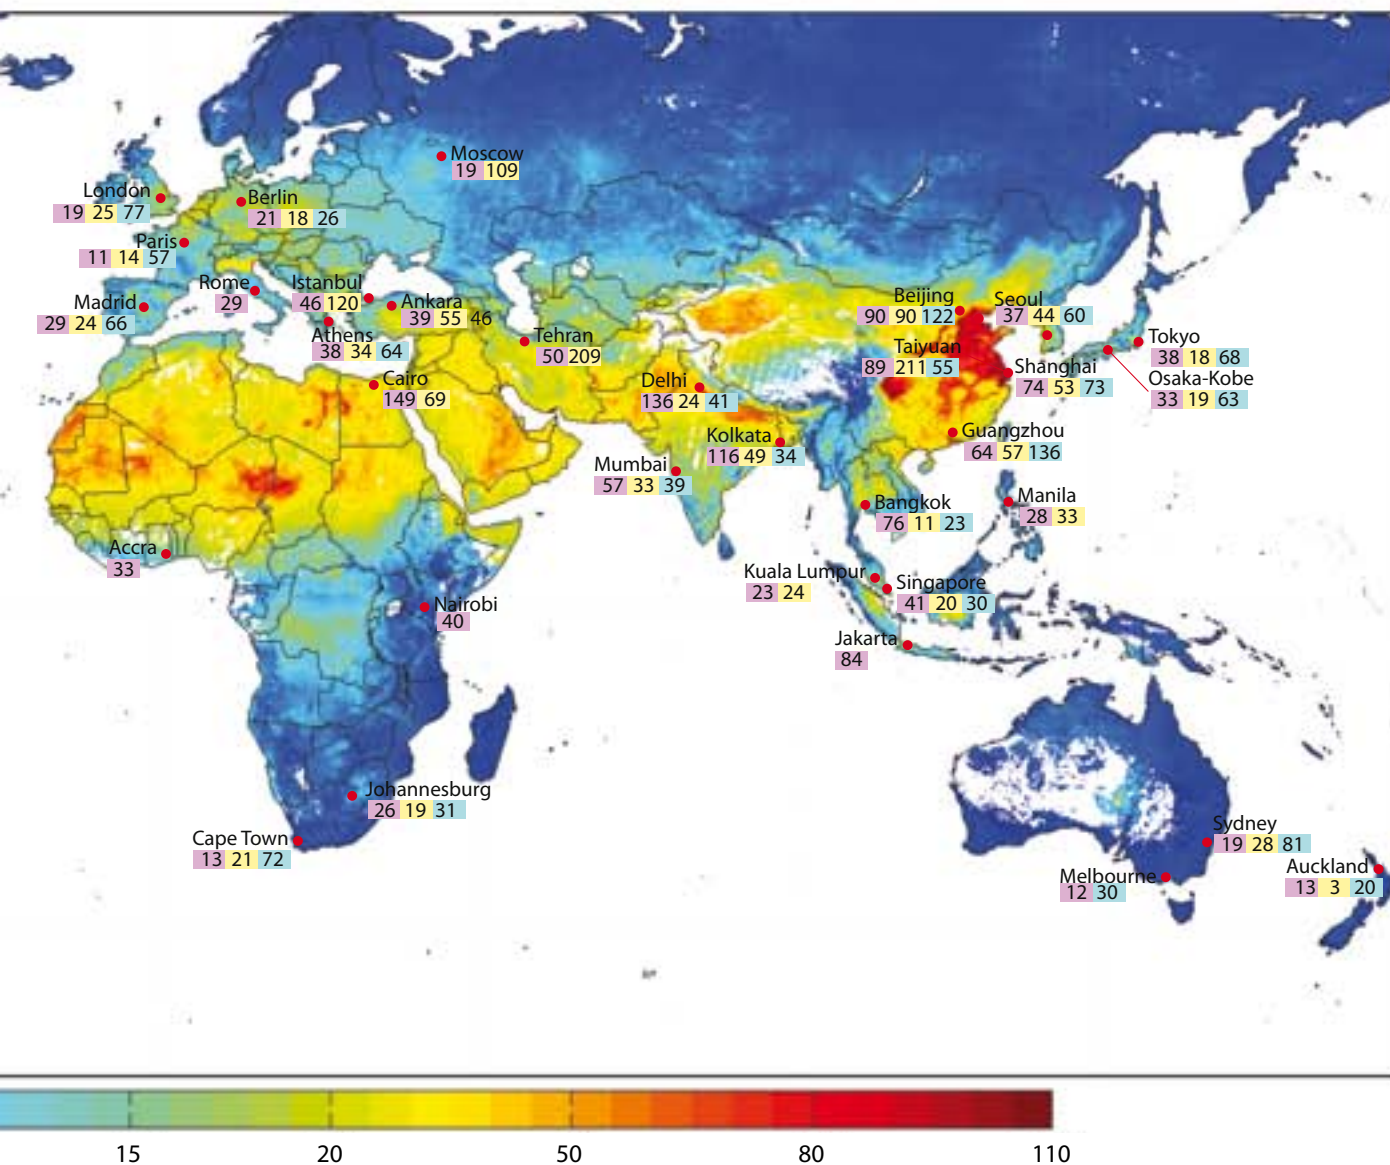 Moscow
19 109
London
19 25 77
Berlin
21 18 26
Paris
11 14 57
Rome
29
Istanbul
46 120
Madrid
29 24 66
Ankara
39 55 46
Athens
38 34 64
Tehran
50 209
Beijing
90 90 122
Seoul
37 44 60
Taiyuan
89 211 55
Tokyo
38 18 68
Shanghai
74 53 73
Osaka-Kobe
33 19 63
Cairo
149 69
Delhi
136 24 41
Kolkata
116 49 34
Guangzhou
64 57 136
Mumbai
57 33 39
Bangkok
76 11 23
Manila
28 33
Accra
33
Kuala Lumpur
23 24
Singapore
41 20 30
Nairobi
40
Jakarta
84
Johannesburg
26 19 31
Cape Town
13 21 72
Sydney
19 28 81
Melbourne
12 30
Auckland
13 3 20
15 20 50 80 110